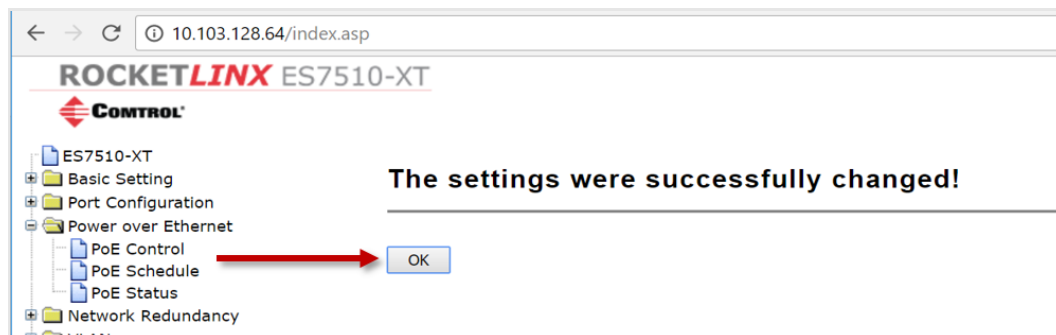 10.103.128.64/index.asp
ROCKETLINX ES7510-XT
COMTROL
ES7510-XT
Basic Setting
Port Configuration
Power over Ethernet
PoE Control
PoE Schedule
PoE Status
Network Redundancy
The settings were successfully changed!
OK